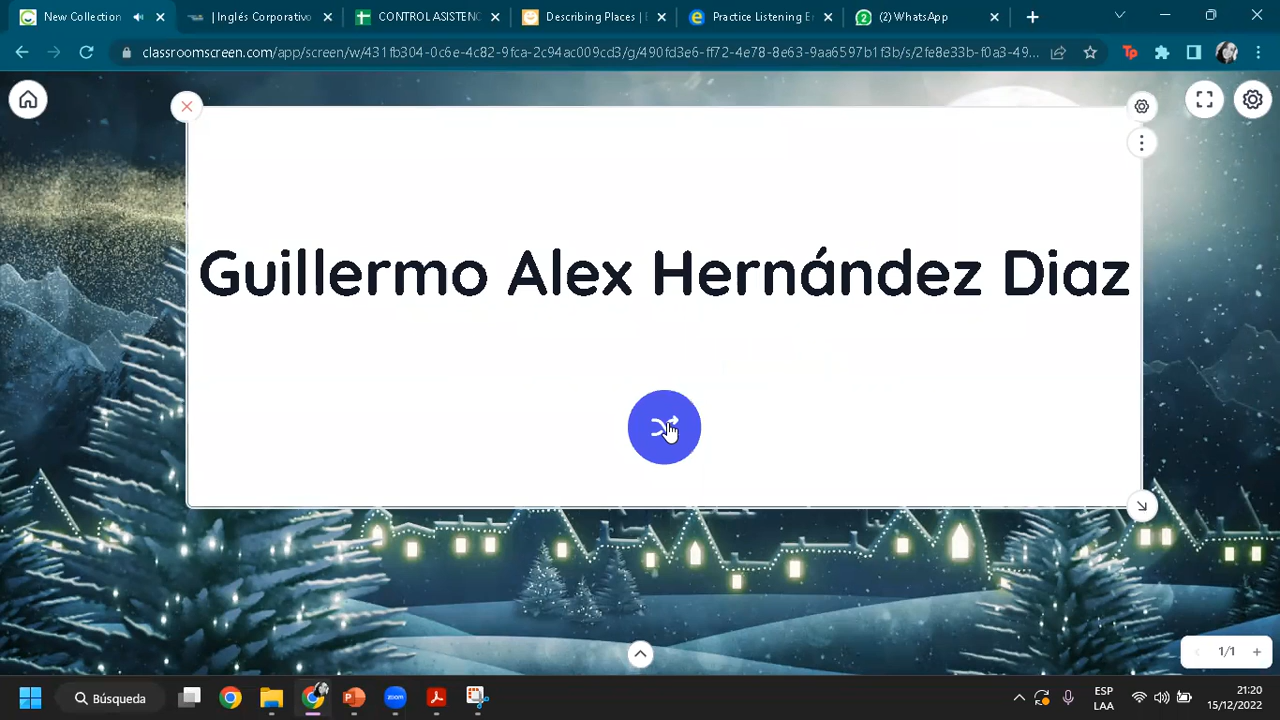 New Collection
| Inglés Corporativo
CONTROL ASISTENC
Describing Places | E
Practice Listening En
(2) WhatsApp
classroomscreen.com/app/screen/w/431fb304-0c6e-4c82-9fca-2c94ac009cd3/g/490fd3e6-ff72-4e78-8e63-9aa6597b1f3b/s/2fe8e33b-f0a3-49...
Guillermo Alex Hernández Diaz
1/1
Búsqueda
ESP
LAA
21:20
15/12/2022